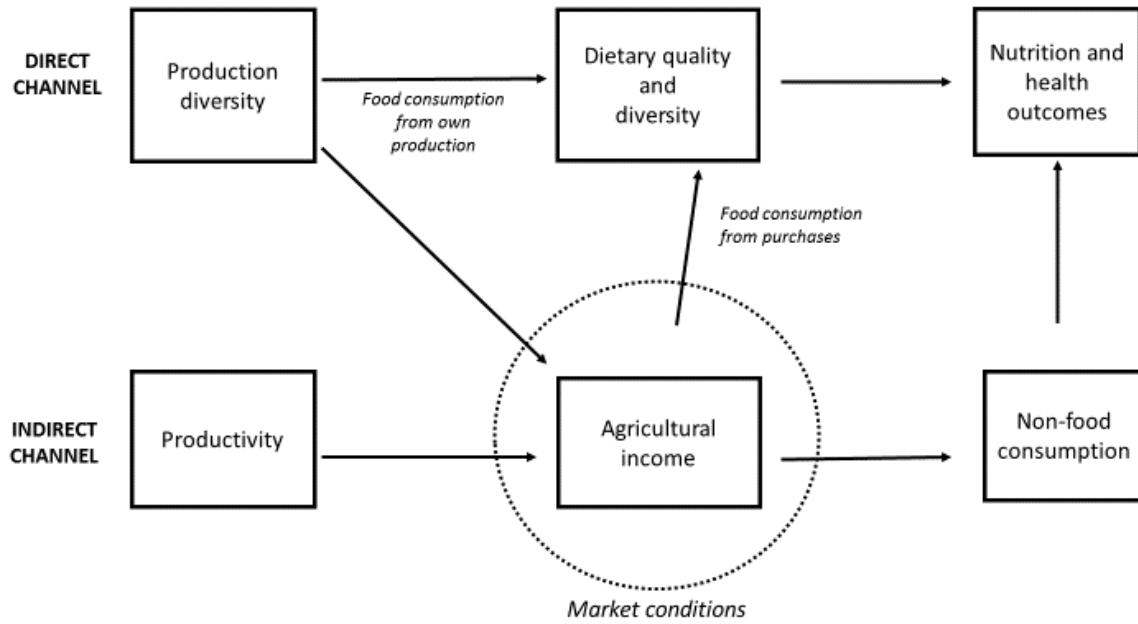 DIRECT
CHANNEL
Production
diversity
Food consumption
from own
production
Dietary quality
and
diversity
Nutrition and
health
outcomes
Food consumption
from purchases
INDIRECT
CHANNEL
Productivity
Agricultural
income
Non-food
consumption
Market conditions